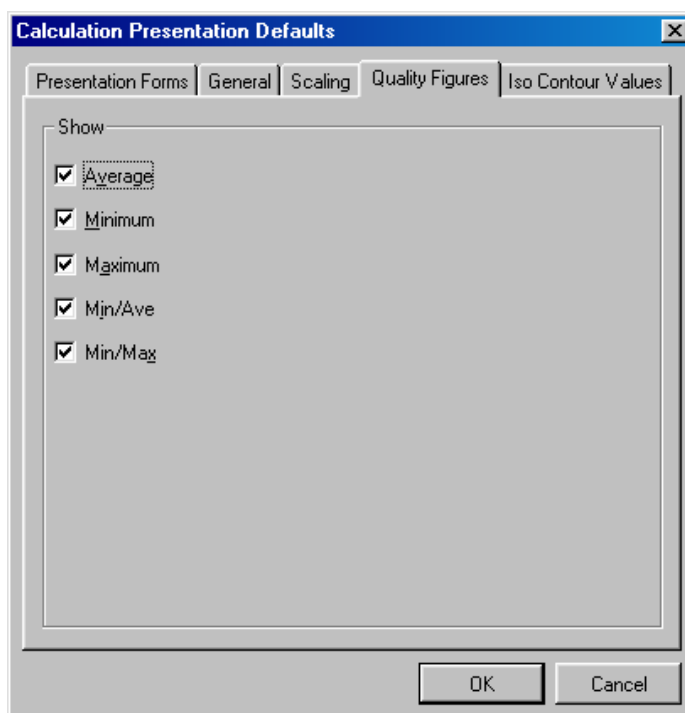 Calculation Presentation Defaults
Presentation Forms General Scaling Quality Figures Iso Contour Values
Show
Average
Minimum
Maximum
Min/Ave
Min/Max
OK Cancel